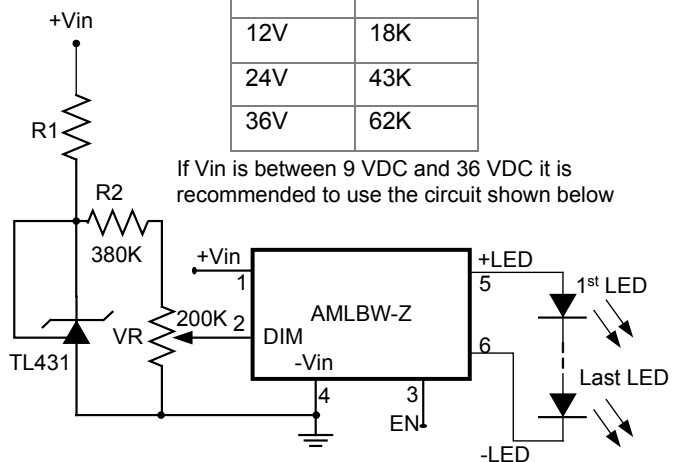 +Vin
12V 18K
24V 43K
36V 62K
R1
If Vin is between 9 VDC and 36 VDC it is
recommended to use the circuit shown below
R2
380K
+Vin
1
+LED
5
1st LED
AMLBW-Z
200K
2
DIM
VR
-Vin
6
TL431
4
3
EN
Last LED
-LED